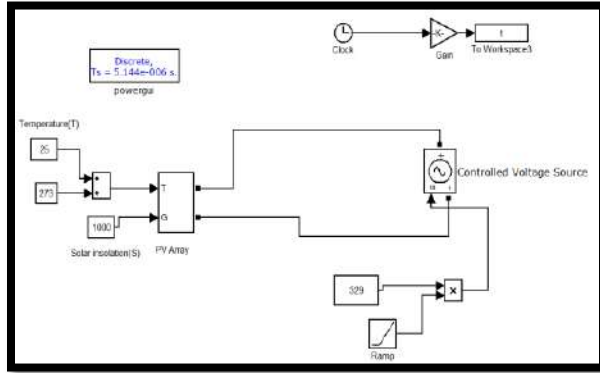 Clock
-K-
Gain
t
To Workspace3
Discrete,
Ts = 5.144e-006 s.
powergui
Temperature(T)
25
273
1000
Solar insolation(S)
T
G
PV Array
+
Controlled Voltage Source
329
×
Ramp